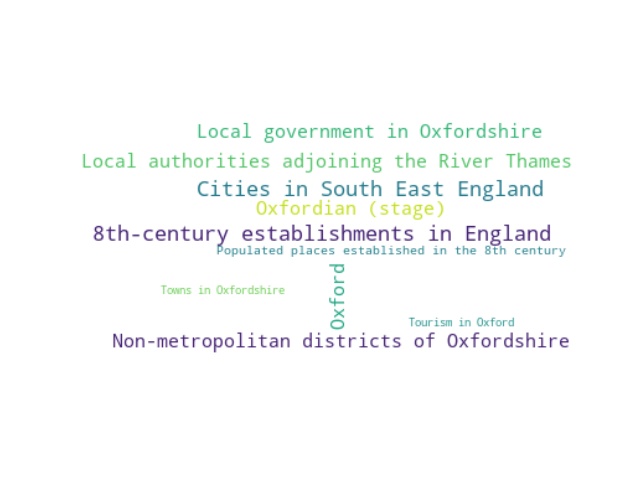 Local government in Oxfordshire
Local authorities adjoining the River Thames
Cities in South East England
Oxfordian (stage)
8th-century establishments in England
Populated places established in the 8th century
Oxford
Towns in Oxfordshire
Tourism in Oxford
Non-metropolitan districts of Oxfordshire